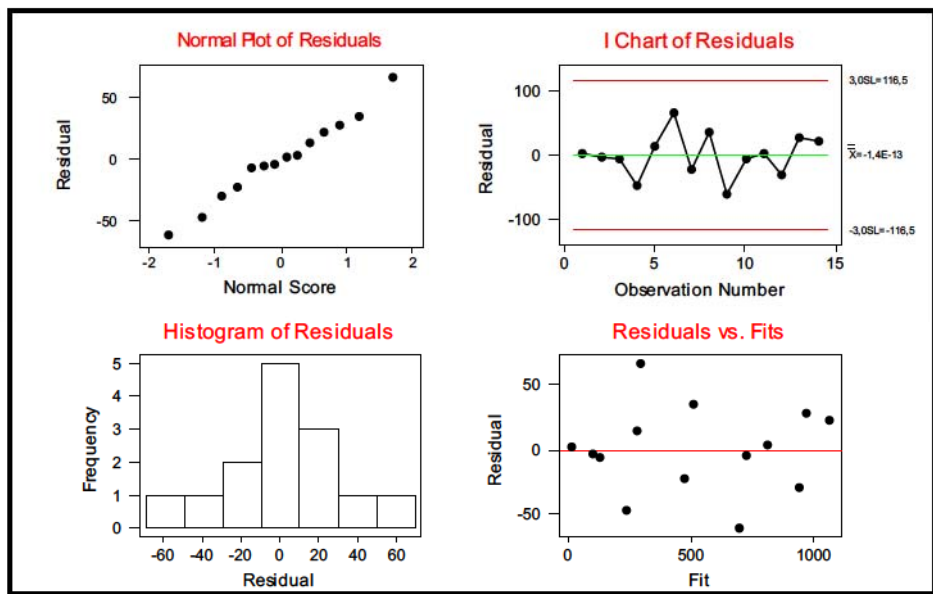 Normal Plot of Residuals
50
0
-50
Residual
-2
-1
0
1
2
Normal Score
I Chart of Residuals
100
0
-100
Residual
3,0SL=116,5
X=-1,4E-13
-3,0SL=-116,5
0
5
10
15
Observation Number
Histogram of Residuals
5
4
3
2
1
0
Frequency
-60
-40
-20
0
20
40
60
Residual
Residuals vs. Fits
50
0
-50
Residual
0
500
1000
Fit